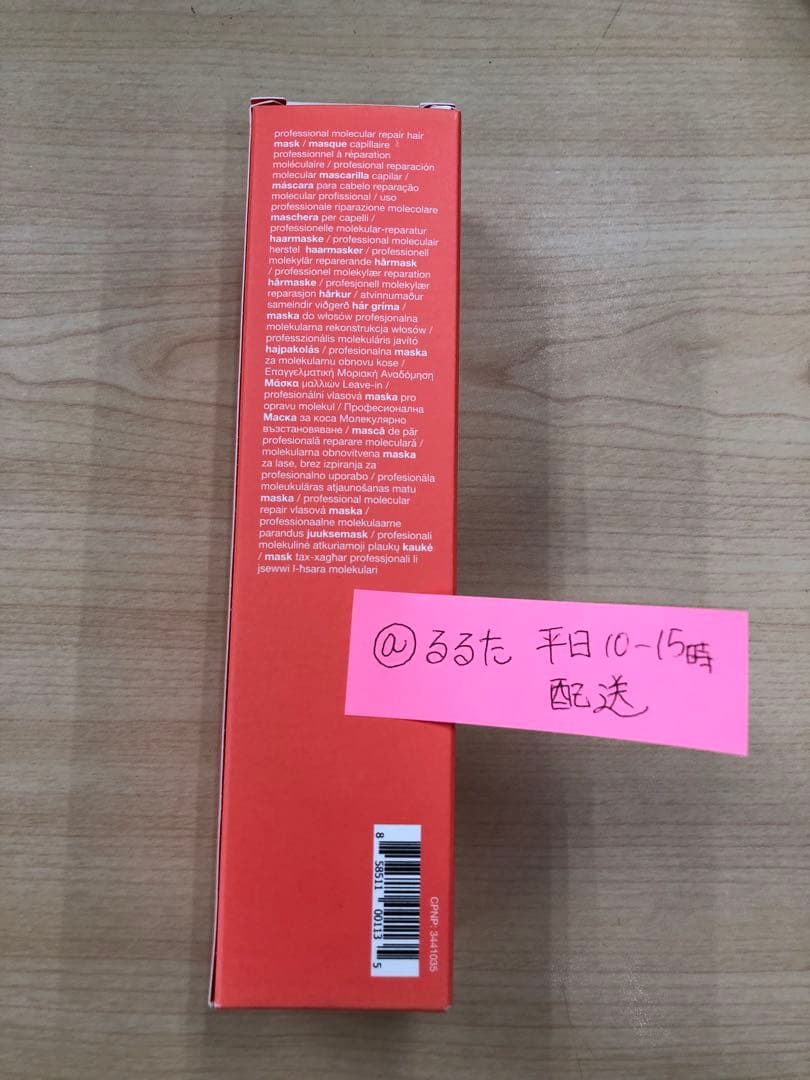 professional molecular repair hair
mask / masque capillaire
professionnel à réparation
moléculaire / profesional reparación
molecular mascarilla capilar /
máscara para cabelo reparação
molecular profissional / uso
professionale riparazione molecolare
maschera per capelli /
professionelle molekular-reparatur
haarmaske / professional moleculair
herstel haarmasker / professionell
molekylär reparerande hårmask
/ professionel molekylær reparation
hårmaske / profesjonell molekylær
reparasjon hårkur / atvinnumaður
sameindir viðgerð hár gríma /
maska do włosów profesjonalna
molekularna rekonstrukcja włosów /
professzionális molekuláris javító
hajpakolás / profesionalna maska
za molekularnu obnovu kose /
Επαγγελματική Μοριακή Αναδόμηση
Μάσκα μαλλιών Leave-in /
profesionální vlasová maska pro
opravu molekul / Професионална
Маска за коса Молекулярно
възстановяване / mască de păr
profesională reparare moleculară /
molekularna obnovitvena maska
za lase, brez izpiranja za
profesionalno uporabo / profesionāla
moleukulāras atjaunošanas matu
maska / professional molecular
repair vlasová maska /
professionaalne molekulaarne
parandus juuksemask / profesionali
molekulinė atkuriamoji plaukų kaukė
/ mask tax-xagħar professjonali li
jsewwi l-ħsara molekulari
@るるた 平日10-15時
配送
8 58511 00113 5
CPNP: 3441035